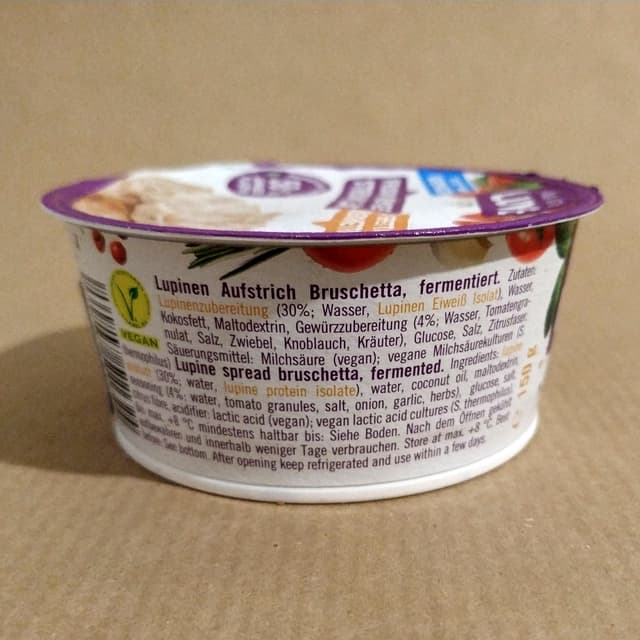 VEGAN
Lupinen Aufstrich Bruschetta, fermentiert. Zutaten:
Lupinenzubereitung (30%; Wasser, Lupinen Eiweiß Isolat), Wasser,
Kokosfett, Maltodextrin, Gewürzzubereitung (4%; Wasser, Tomatengra-
nulat, Salz, Zwiebel, Knoblauch, Kräuter), Glucose, Salz, Zitrusfaser,
Säuerungsmittel: Milchsäure (vegan); vegane Milchsäurekulturen (S.
thermophilus)
Lupine spread bruschetta, fermented. Ingredients:
(30%; water, lupine protein isolate), water, coconut oil, maltodextrin,
seasoning (4%; water, tomato granules, salt, onion, garlic, herbs), glucose, salt,
citrus fibre, acidifier: lactic acid (vegan); vegan lactic acid cultures (S. thermophilus)
max. +8 °C mindestens haltbar bis: Siehe Boden. Nach dem Öffnen gekühlt
aufbewahren und innerhalb weniger Tage verbrauchen. Store at max. +8 °C. Best
before: See bottom. After opening keep refrigerated and use within a few days.
150 g